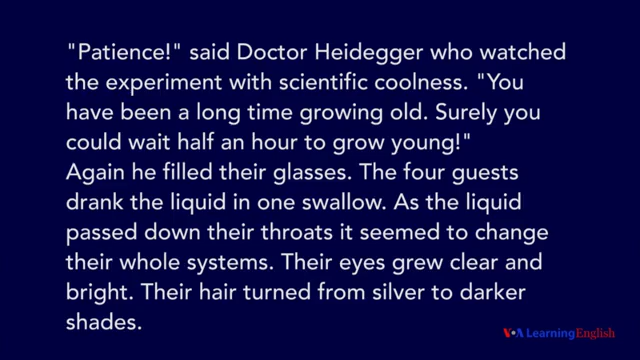 "Patience!" said Doctor Heidegger who watched
the experiment with scientific coolness. "You
have been a long time growing old. Surely you
could wait half an hour to grow young!"
Again he filled their glasses. The four guests
drank the liquid in one swallow. As the liquid
passed down their throats it seemed to change
their whole systems. Their eyes grew clear and
bright. Their hair turned from silver to darker
shades.
VOA Learning English